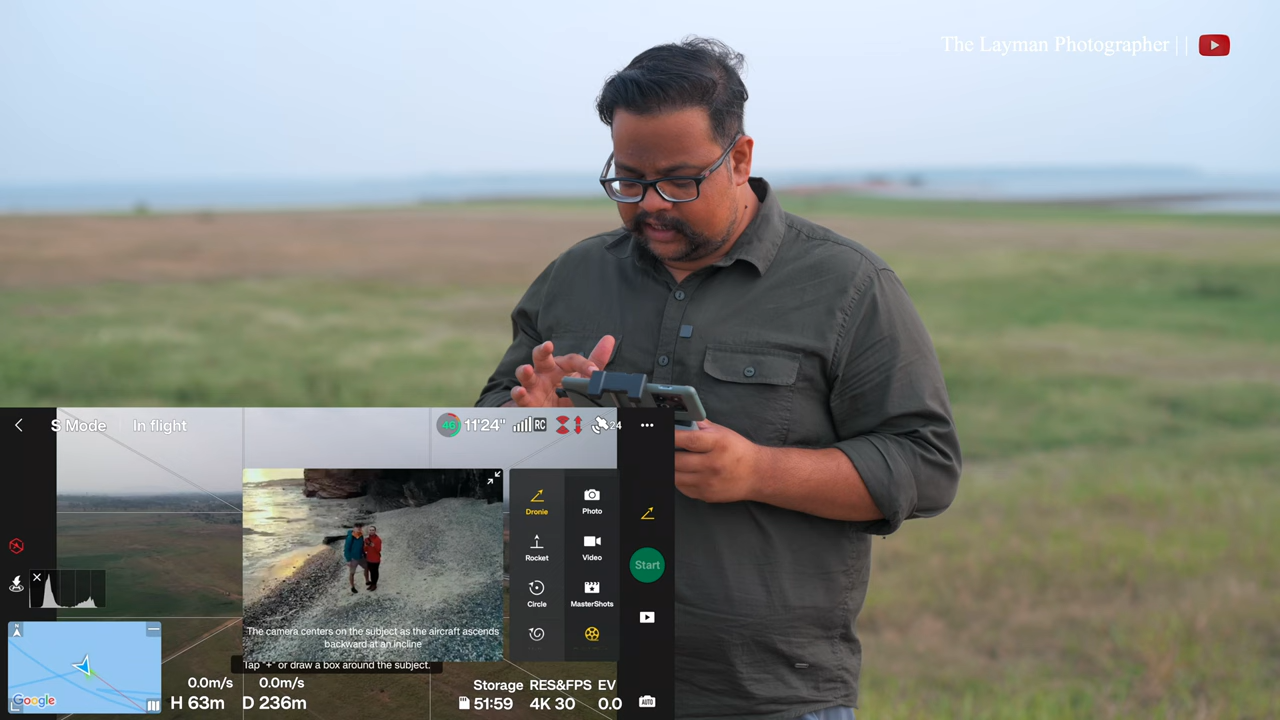 The Layman Photographer ||
S Mode
In flight
46
11'24"
RC
24
Dronie
Photo
Rocket
Video
Start
Circle
MasterShots
The camera centers on the subject as the aircraft ascends
backward at an incline
Tap "+" or draw a box around the subject.
N
Google
0.0m/s
0.0m/s
H 63m
D 236m
Storage
RES&FPS
EV
51:59
4K 30
0.0
AUTO